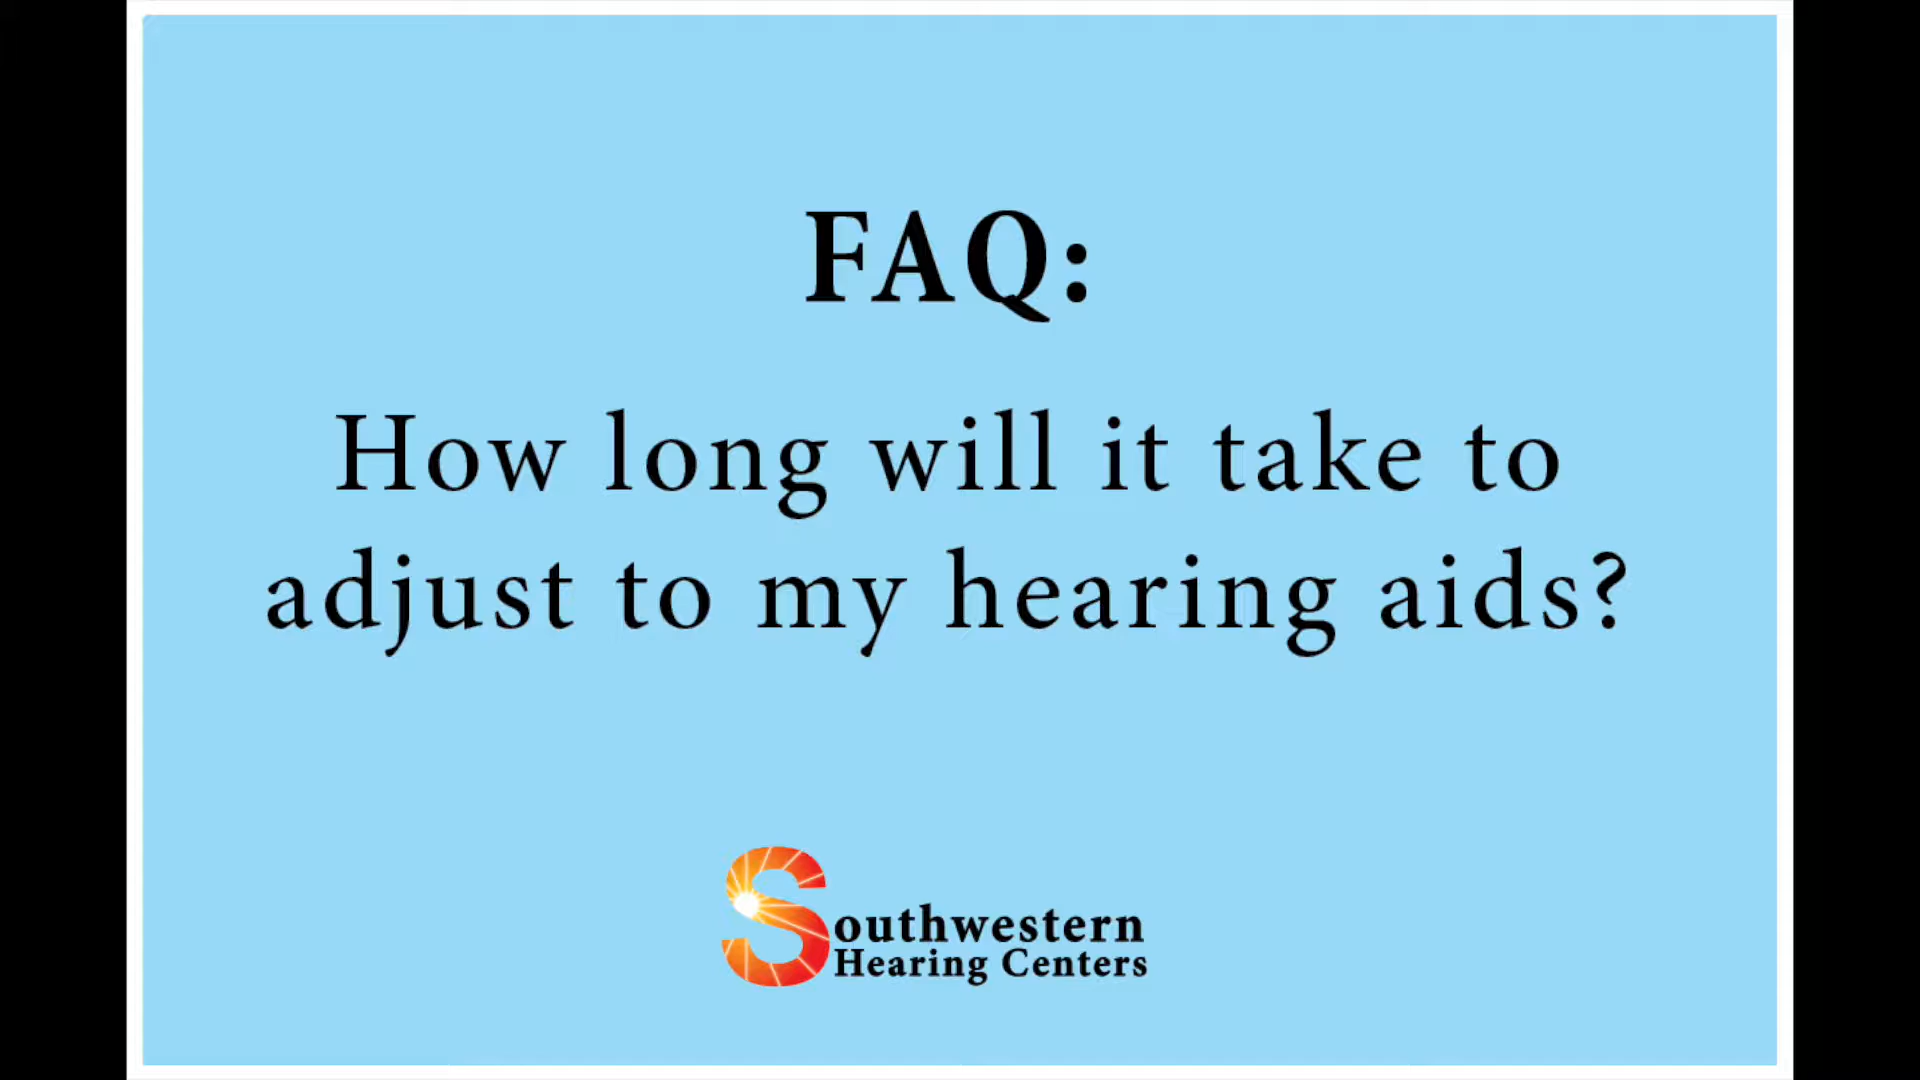 FAQ:
How long will it take to
adjust to my hearing aids?
Southwestern
Hearing Centers